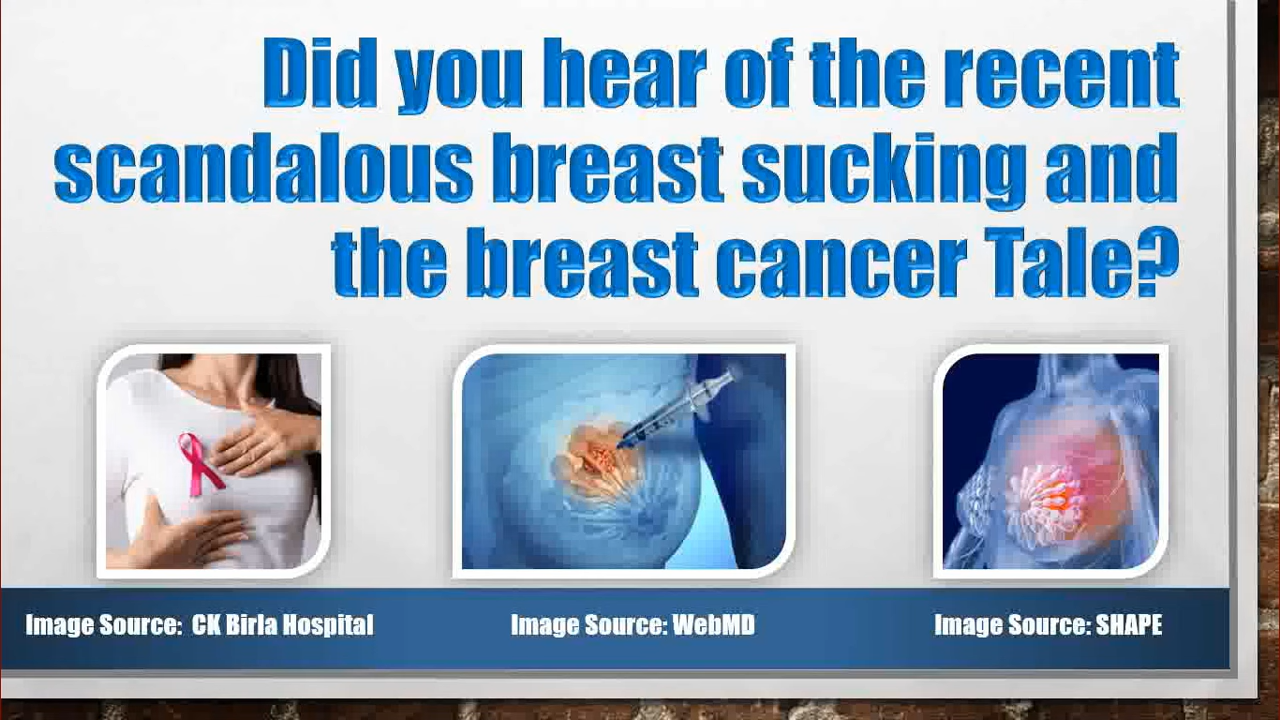 Did you hear of the recent
scandalous breast sucking and
the breast cancer Tale?
Image Source: CK Birla Hospital
Image Source: WebMD
Image Source: SHAPE